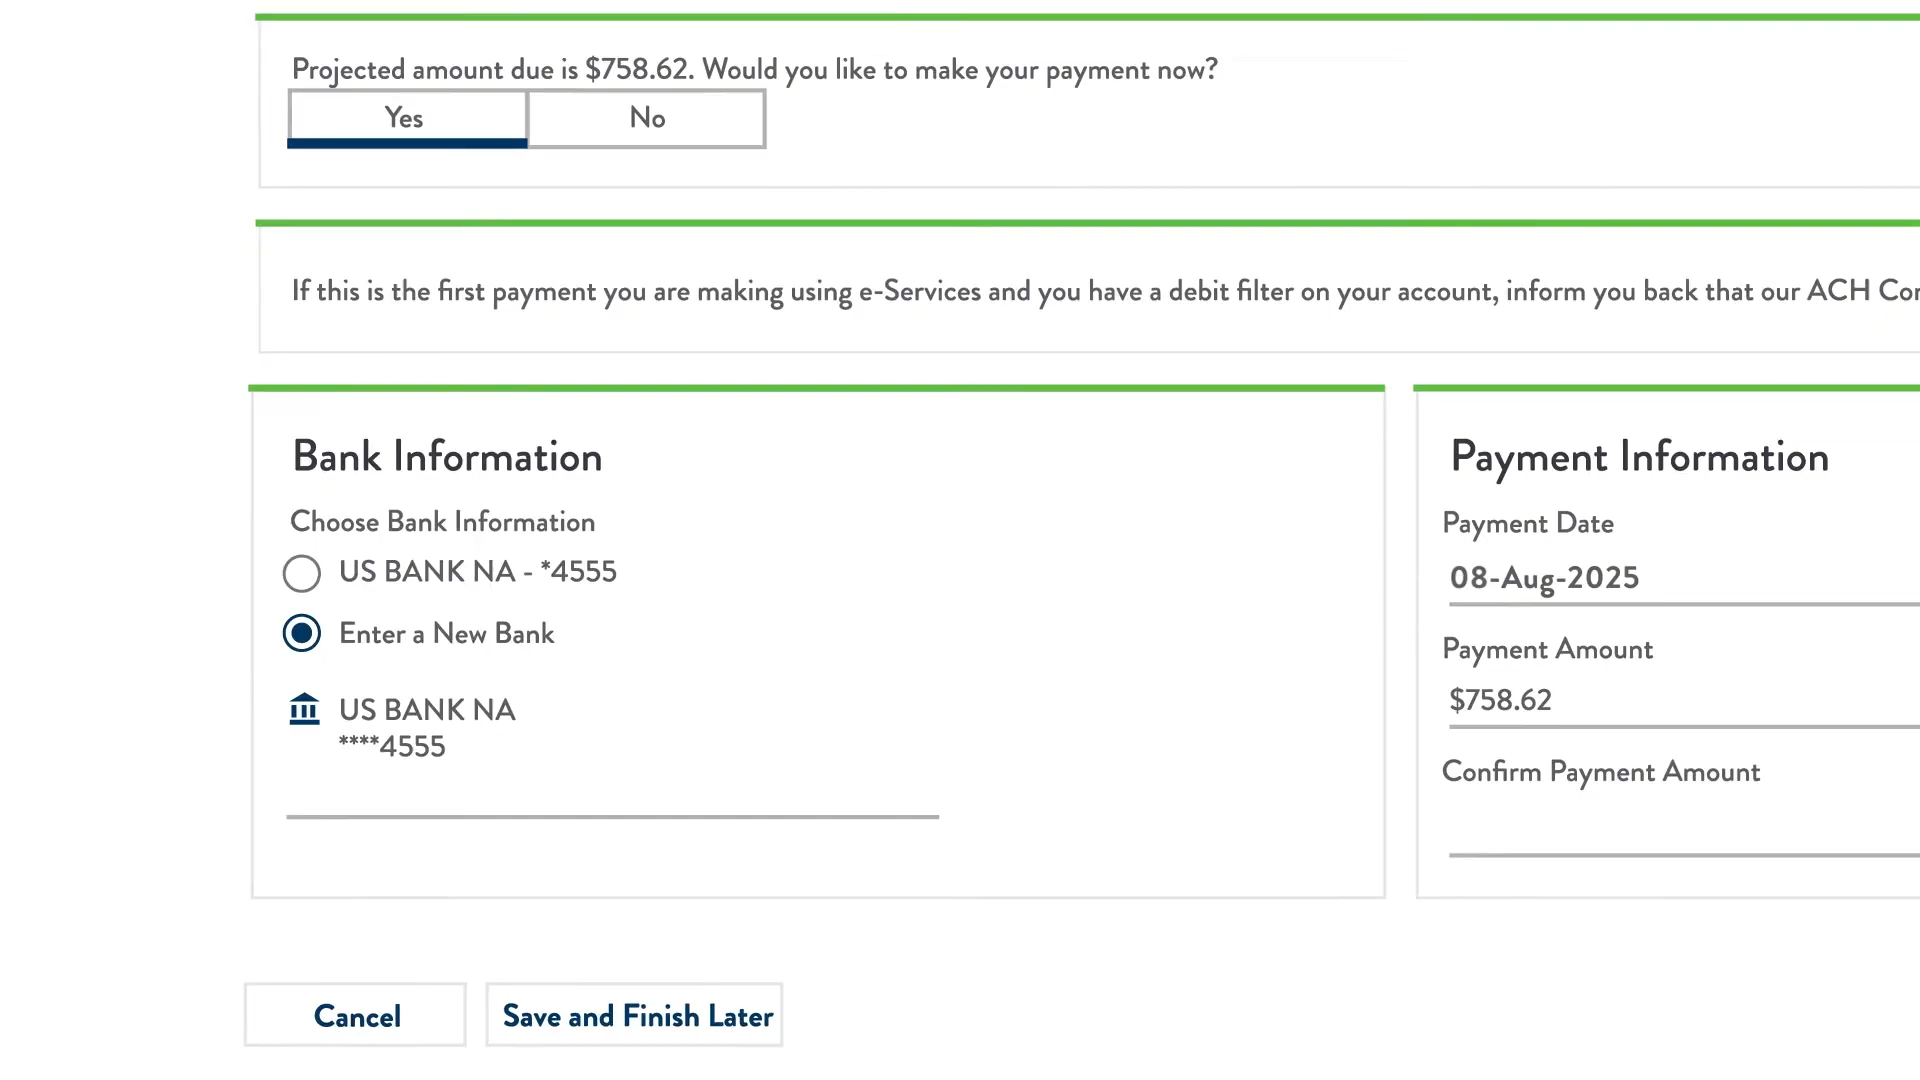 Projected amount due is $758.62. Would you like to make your payment now?
Yes
No
If this is the first payment you are making using e-Services and you have a debit filter on your account, inform you back that our ACH
Bank Information
Choose Bank Information
US BANK NA - *4555
Enter a New Bank
US BANK NA
****4555
Payment Information
Payment Date
08-Aug-2025
Payment Amount
$758.62
Confirm Payment Amount
Cancel
Save and Finish Later